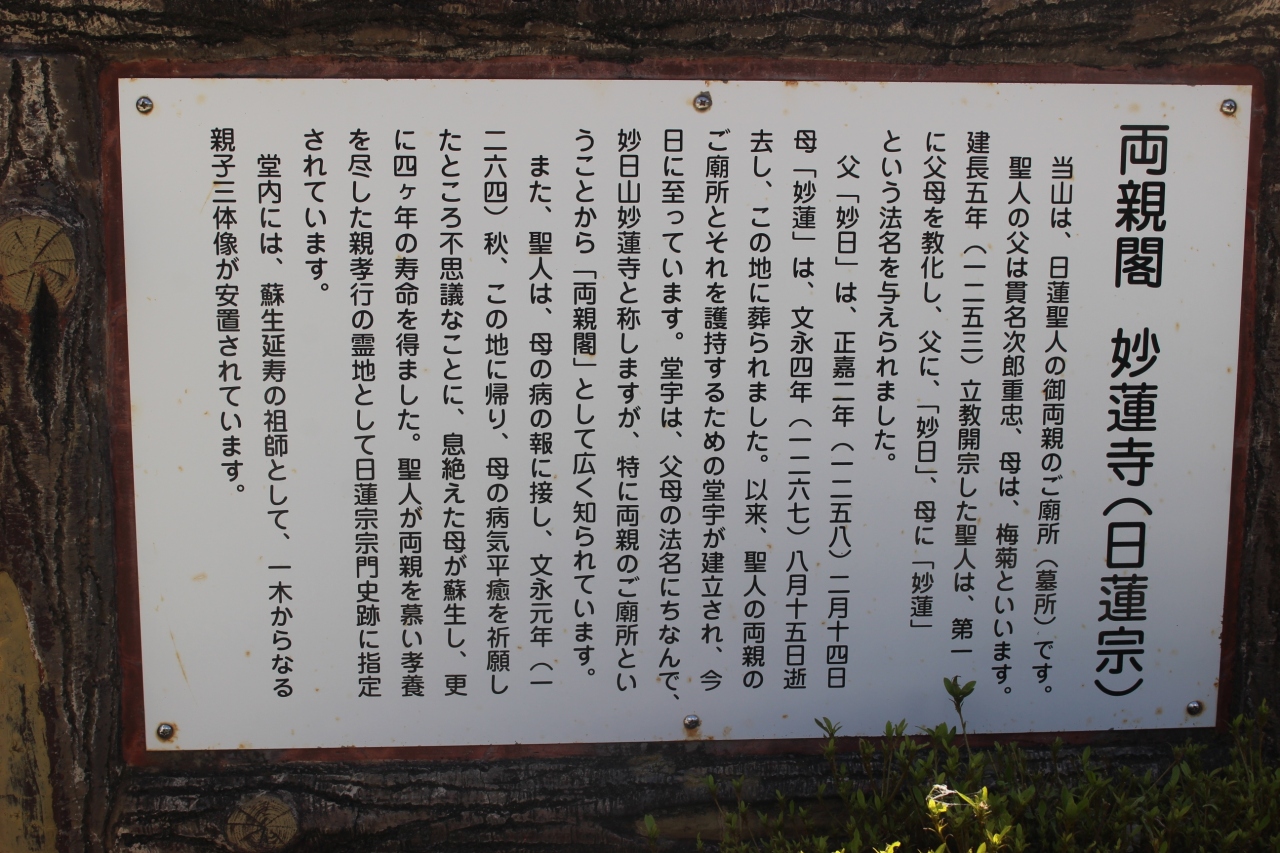 両親閣 妙蓮寺(日蓮宗)
当山は、日蓮聖人の御両親のご廟所(墓所)です。
聖人の父は貫名次郎重忠、母は、梅菊といいます。
建長五年(一二五三)立教開宗した聖人は、第一
に父母を教化し、父に、「妙日」、母に「妙蓮」
という法名を与えられました。
父「妙日」は、正嘉二年(一二五八)二月十四日
母「妙蓮」は、文永四年(一二六七)八月十五日逝
去し、この地に葬られました。以来、聖人の両親の
ご廟所とそれを護持するための堂宇が建立され、今
日に至っています。堂宇は、父母の法名にちなんで、
妙日山妙蓮寺と称しますが、特に両親のご廟所とい
うことから「両親閣」として広く知られています。
また、聖人は、母の病の報に接し、文永元年(一
二六四)秋、この地に帰り、母の病気平癒を祈願し
たところ不思議なことに、息絶えた母が蘇生し、更
に四ヶ年の寿命を得ました。聖人が両親を慕い孝養
を尽した親孝行の霊地として日蓮宗宗門史跡に指定
されています。
堂内には、蘇生延寿の祖師として、一木からなる
親子三体像が安置されています。